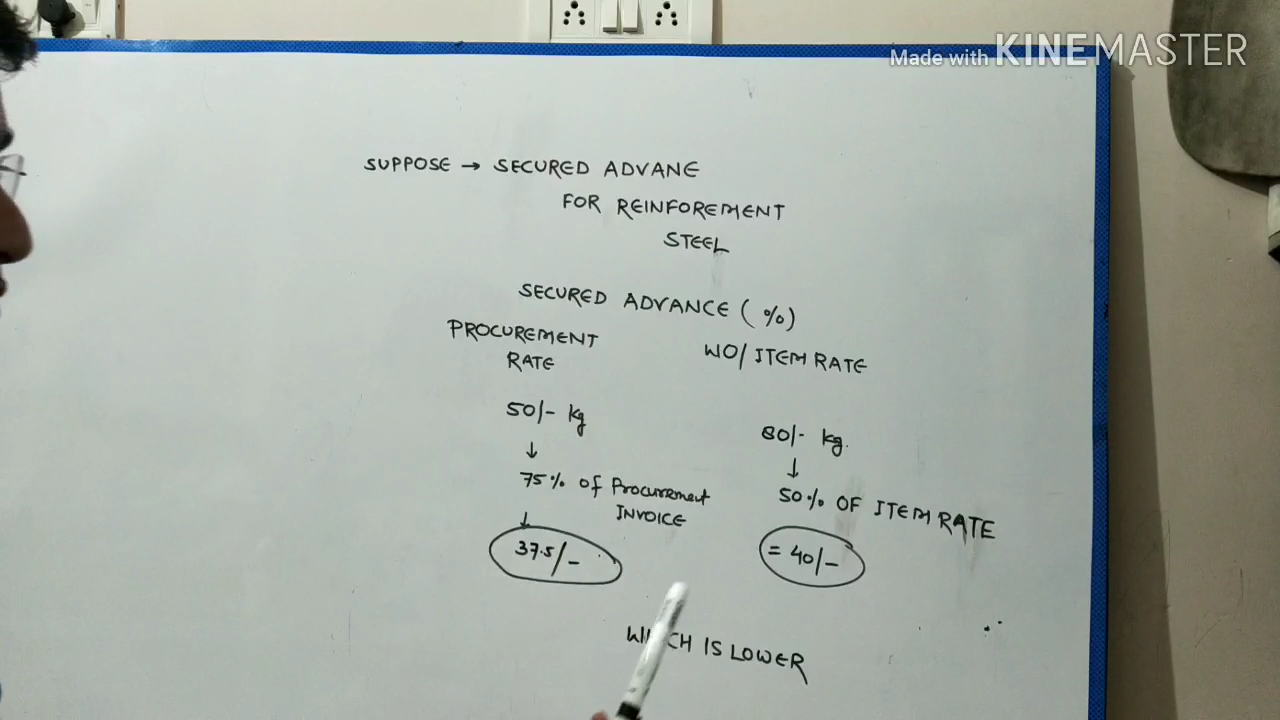 Made with KINEMASTER
SUPPOSE → SECURED ADVANE
FOR REINFOREMENT
STEEL
SECURED ADVANCE (%)
PROCUREMENT
RATE
WO/ITEM RATE
50/- kg
↓
75% of Procurement
INVOICE
↓
37.5/-
80/- kg.
↓
50% OF ITEM RATE
= 40/-
WHICH IS LOWER